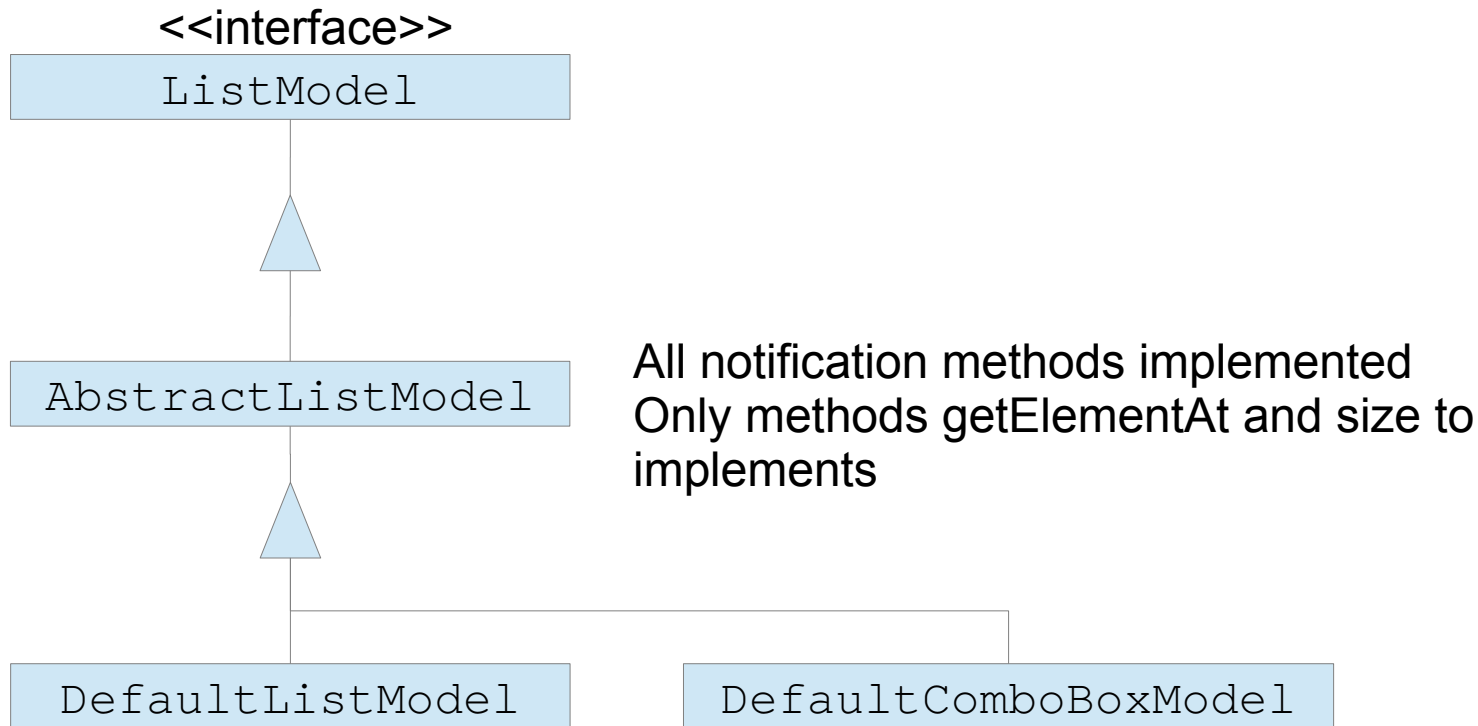 <<interface>>
ListModel
AbstractListModel
All notification methods implemented
Only methods getElementAt and size to
implements
DefaultListModel
DefaultComboBoxModel